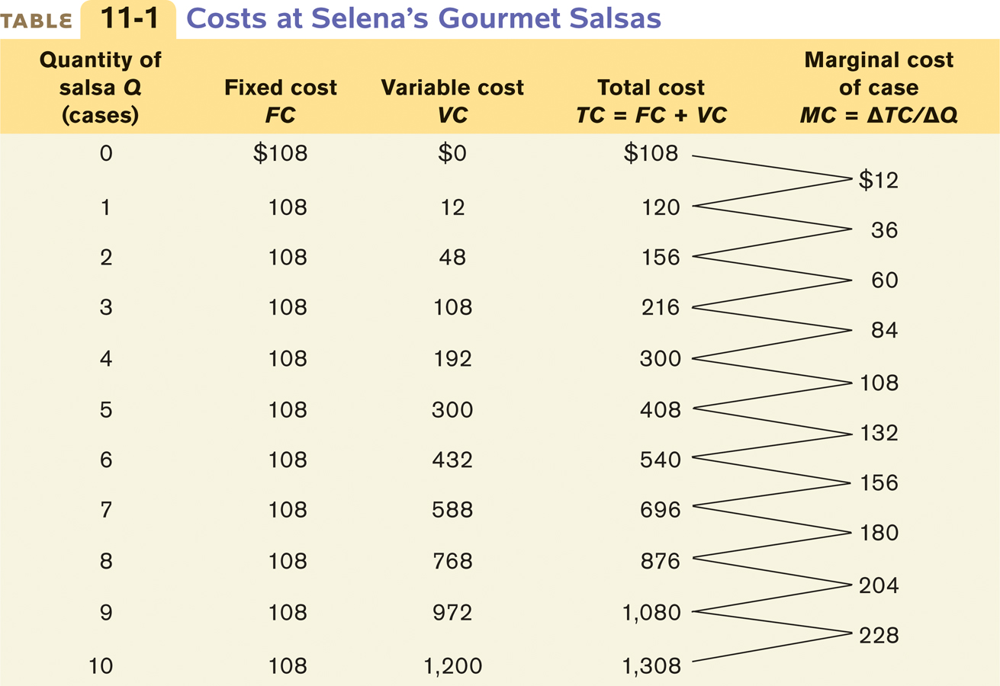 TABLE 11-1 Costs at Selena's Gourmet Salsas
Quantity of salsa Q (cases) Fixed cost FC Variable cost VC Total cost TC = FC + VC Marginal cost of case MC = ΔTC/ΔQ
0 $108 $0 $108
$12
1 108 12 120
36
2 108 48 156
60
3 108 108 216
84
4 108 192 300
108
5 108 300 408
132
6 108 432 540
156
7 108 588 696
180
8 108 768 876
204
9 108 972 1,080
228
10 108 1,200 1,308